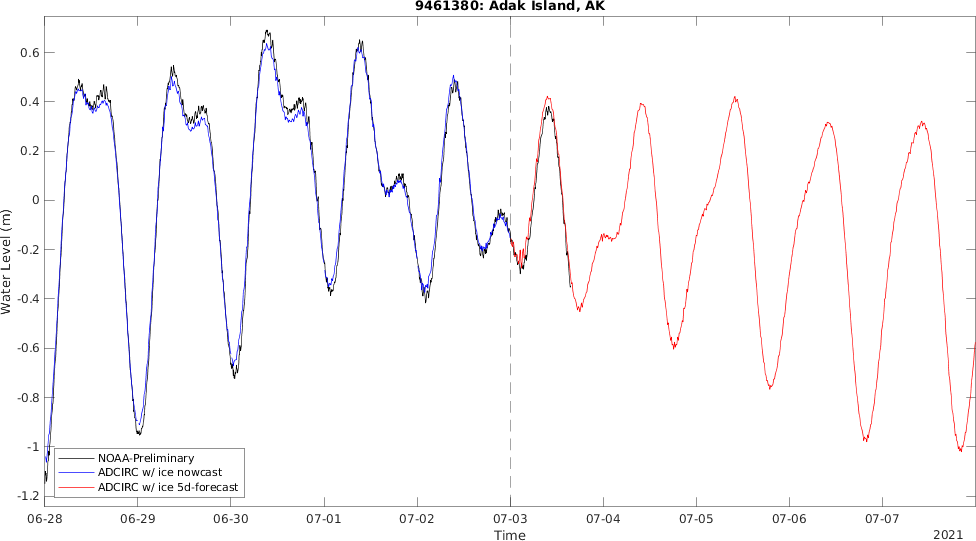 9461380: Adak Island, AK
Water Level (m)
0.6
0.4
0.2
0
-0.2
-0.4
-0.6
-0.8
-1
-1.2
NOAA-Preliminary
ADCIRC w/ ice nowcast
ADCIRC w/ ice 5d-forecast
06-28 06-29 06-30 07-01 07-02 07-03 07-04 07-05 07-06 07-07
Time
2021